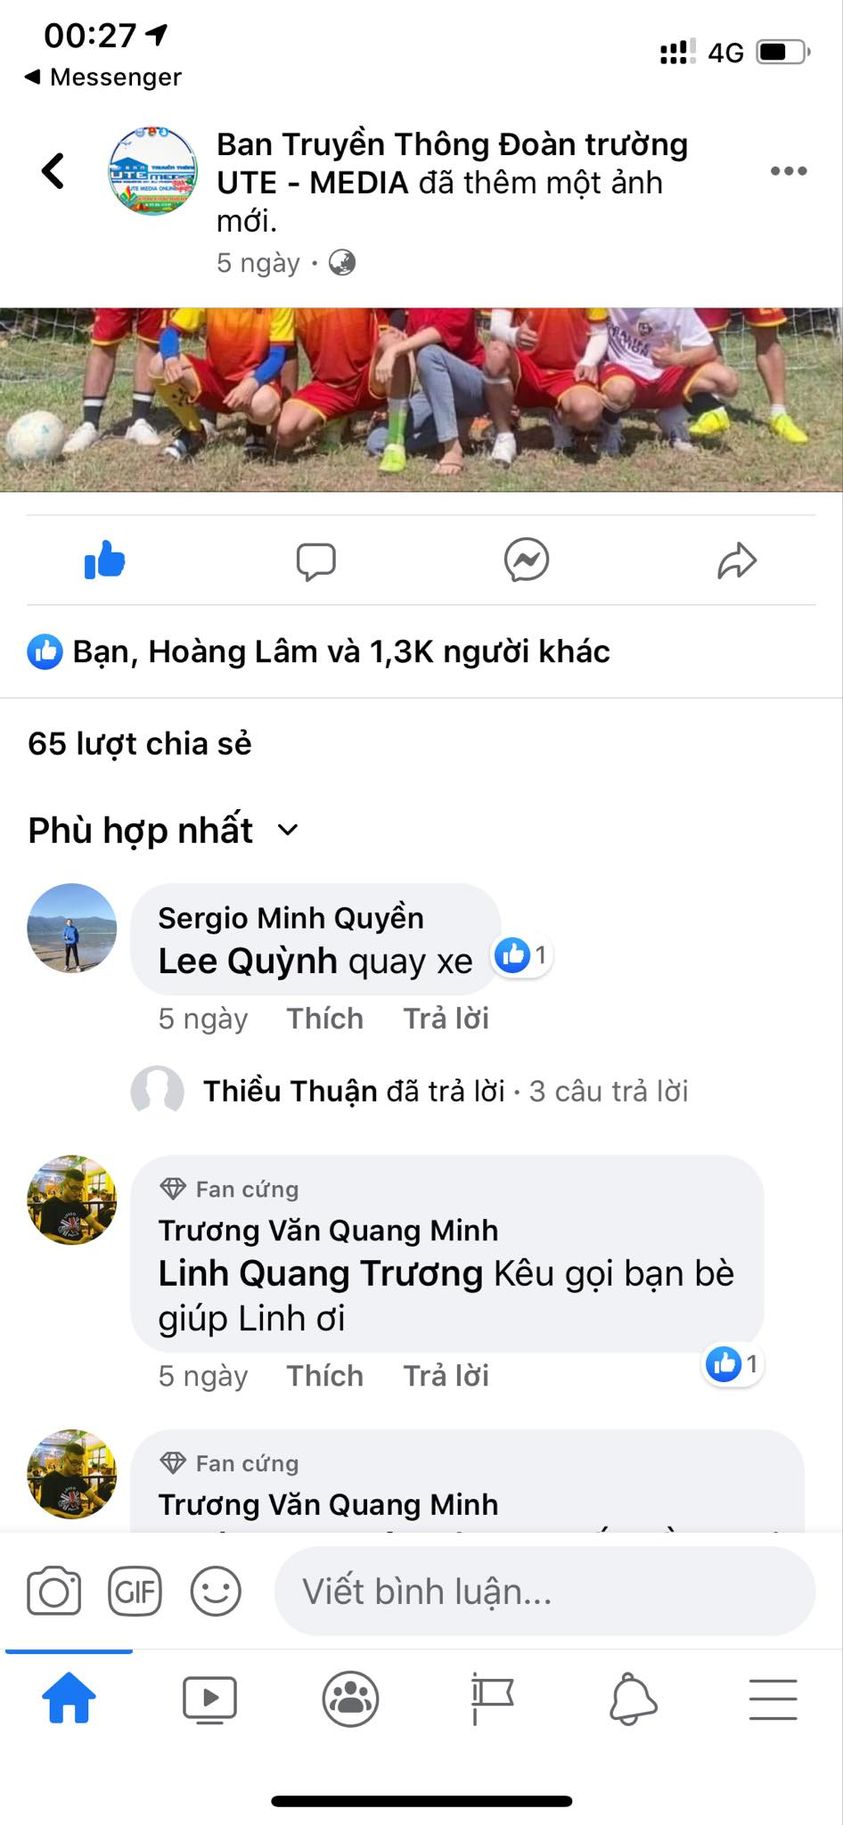 00:27
4G
Messenger
Ban Truyền Thông Đoàn trường
UTE - MEDIA đã thêm một ảnh
mới.
5 ngày ·
Bạn, Hoàng Lâm và 1,3K người khác
65 lượt chia sẻ
Phù hợp nhất
Sergio Minh Quyền
Lee Quỳnh quay xe
1
5 ngày Thích Trả lời
Thiều Thuận đã trả lời · 3 câu trả lời
Fan cứng
Trương Văn Quang Minh
Linh Quang Trương Kêu gọi bạn bè
giúp Linh ơi
1
5 ngày Thích Trả lời
Fan cứng
Trương Văn Quang Minh
GIF
Viết bình luận...